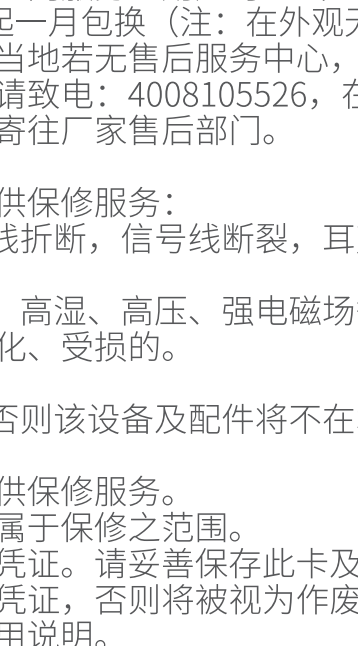 起一月包换（注：在外观无
当地若无售后服务中心，
请致电：4008105526，在
寄往厂家售后部门。
供保修服务：
线折断，信号线断裂，耳
、高湿、高压、强电磁场
化、受损的。
否则该设备及配件将不在
供保修服务。
属于保修之范围。
凭证。请妥善保存此卡及
凭证，否则将被视为作废
用说明。